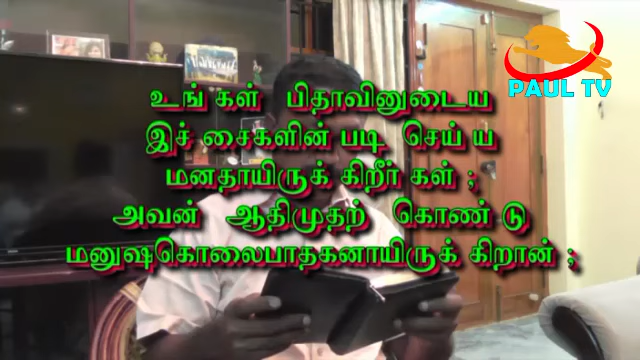 PAUL TV
உங்கள் பிதாவினுடைய
இச்சைகளின்படி செய்ய
மனதாயிருக்கிறீர்கள் ;
அவன் ஆதிமுதற் கொண்டு
மனுஷகொலைபாதகனாயிருக்கிறான் ;